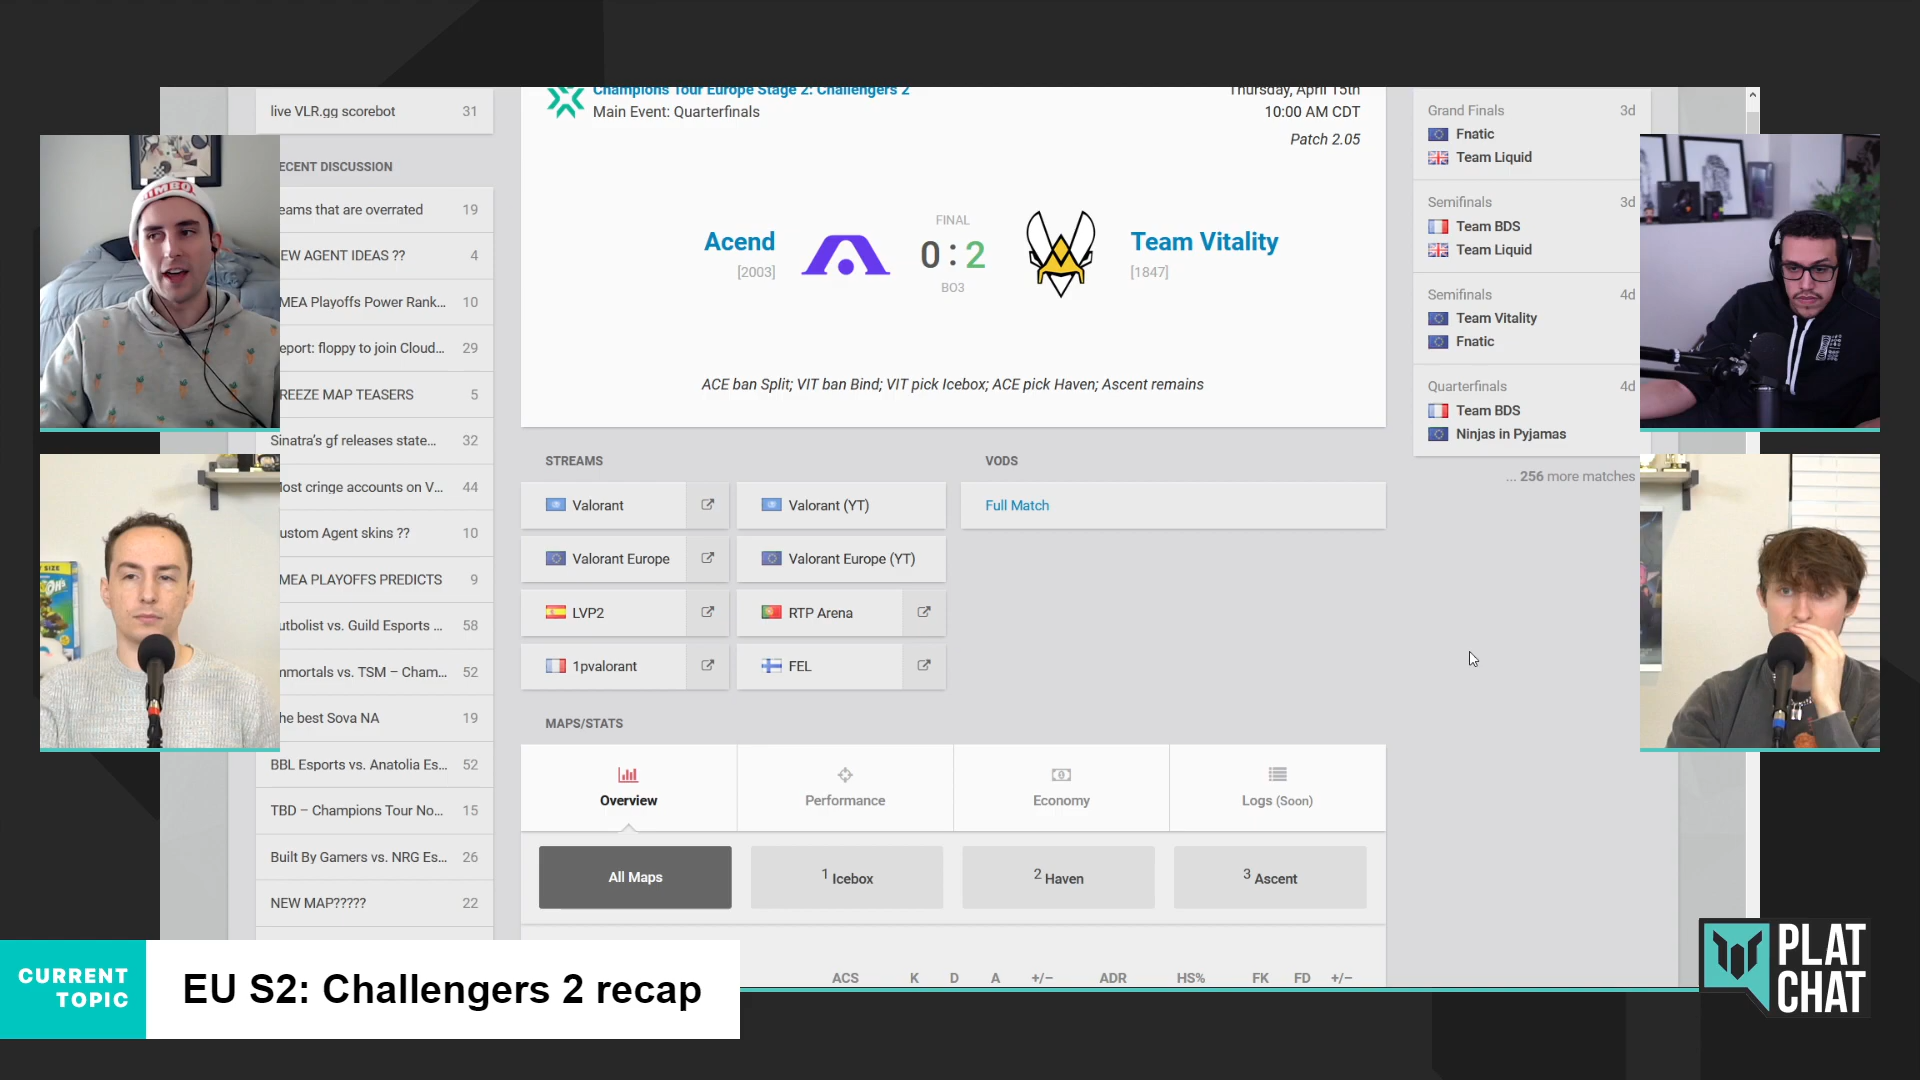 live VLR.gg scorebot 31
ECENT DISCUSSION
eams that are overrated 19
EW AGENT IDEAS ?? 4
MEA Playoffs Power Rank... 10
eport: floppy to join Cloud... 29
REEZE MAP TEASERS 5
Sinatra's gf releases state... 32
ost cringe accounts on V... 44
ustom Agent skins ?? 10
MEA PLAYOFFS PREDICTS 9
utbolist vs. Guild Esports ... 58
mmortals vs. TSM – Cham... 52
he best Sova NA 19
BBL Esports vs. Anatolia Es... 52
TBD – Champions Tour No... 15
Built By Gamers vs. NRG Es... 26
NEW MAP????? 22
Champions Tour Europe Stage 2: Challengers 2
Main Event: Quarterfinals
Thursday, April 15th
10:00 AM CDT
Patch 2.05
Acend
[2003]
FINAL
0 : 2
BO3
Team Vitality
[1847]
ACE ban Split; VIT ban Bind; VIT pick Icebox; ACE pick Haven; Ascent remains
STREAMS
Valorant
Valorant (YT)
Valorant Europe
Valorant Europe (YT)
LVP2
RTP Arena
1pvalorant
FEL
VODS
Full Match
MAPS/STATS
Overview
Performance
Economy
Logs (Soon)
All Maps
1 Icebox
2 Haven
3 Ascent
ACS K D A +/– ADR HS% FK FD +/–
Grand Finals 3d
Fnatic
Team Liquid
Semifinals 3d
Team BDS
Team Liquid
Semifinals 4d
Team Vitality
Fnatic
Quarterfinals 4d
Team BDS
Ninjas in Pyjamas
... 256 more matches
CURRENT
TOPIC
EU S2: Challengers 2 recap
PLAT
CHAT